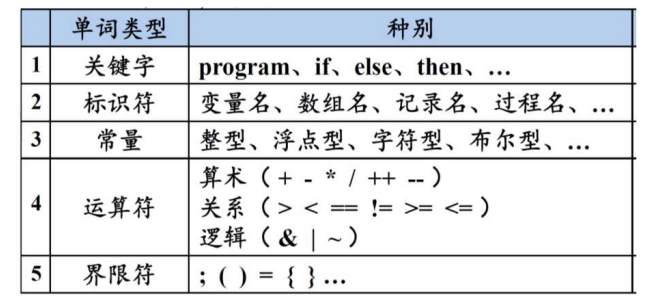 单词类型 种别
1 关键字 program、if、else、then、…
2 标识符 变量名、数组名、记录名、过程名、…
3 常量 整型、浮点型、字符型、布尔型、…
4 运算符 算术（+ - * / ++ --）
关系（> < == != >= <=）
逻辑（& | ~）
5 界限符 ; ( ) = { } …